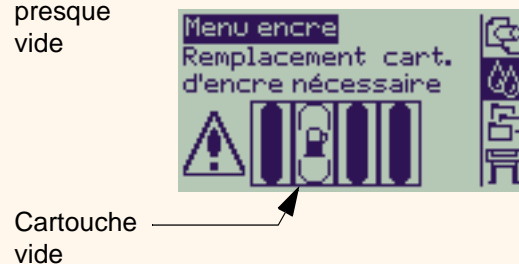 presque
vide
Menu encre
Remplacement cart.
d'encre nécessaire
Cartouche
vide